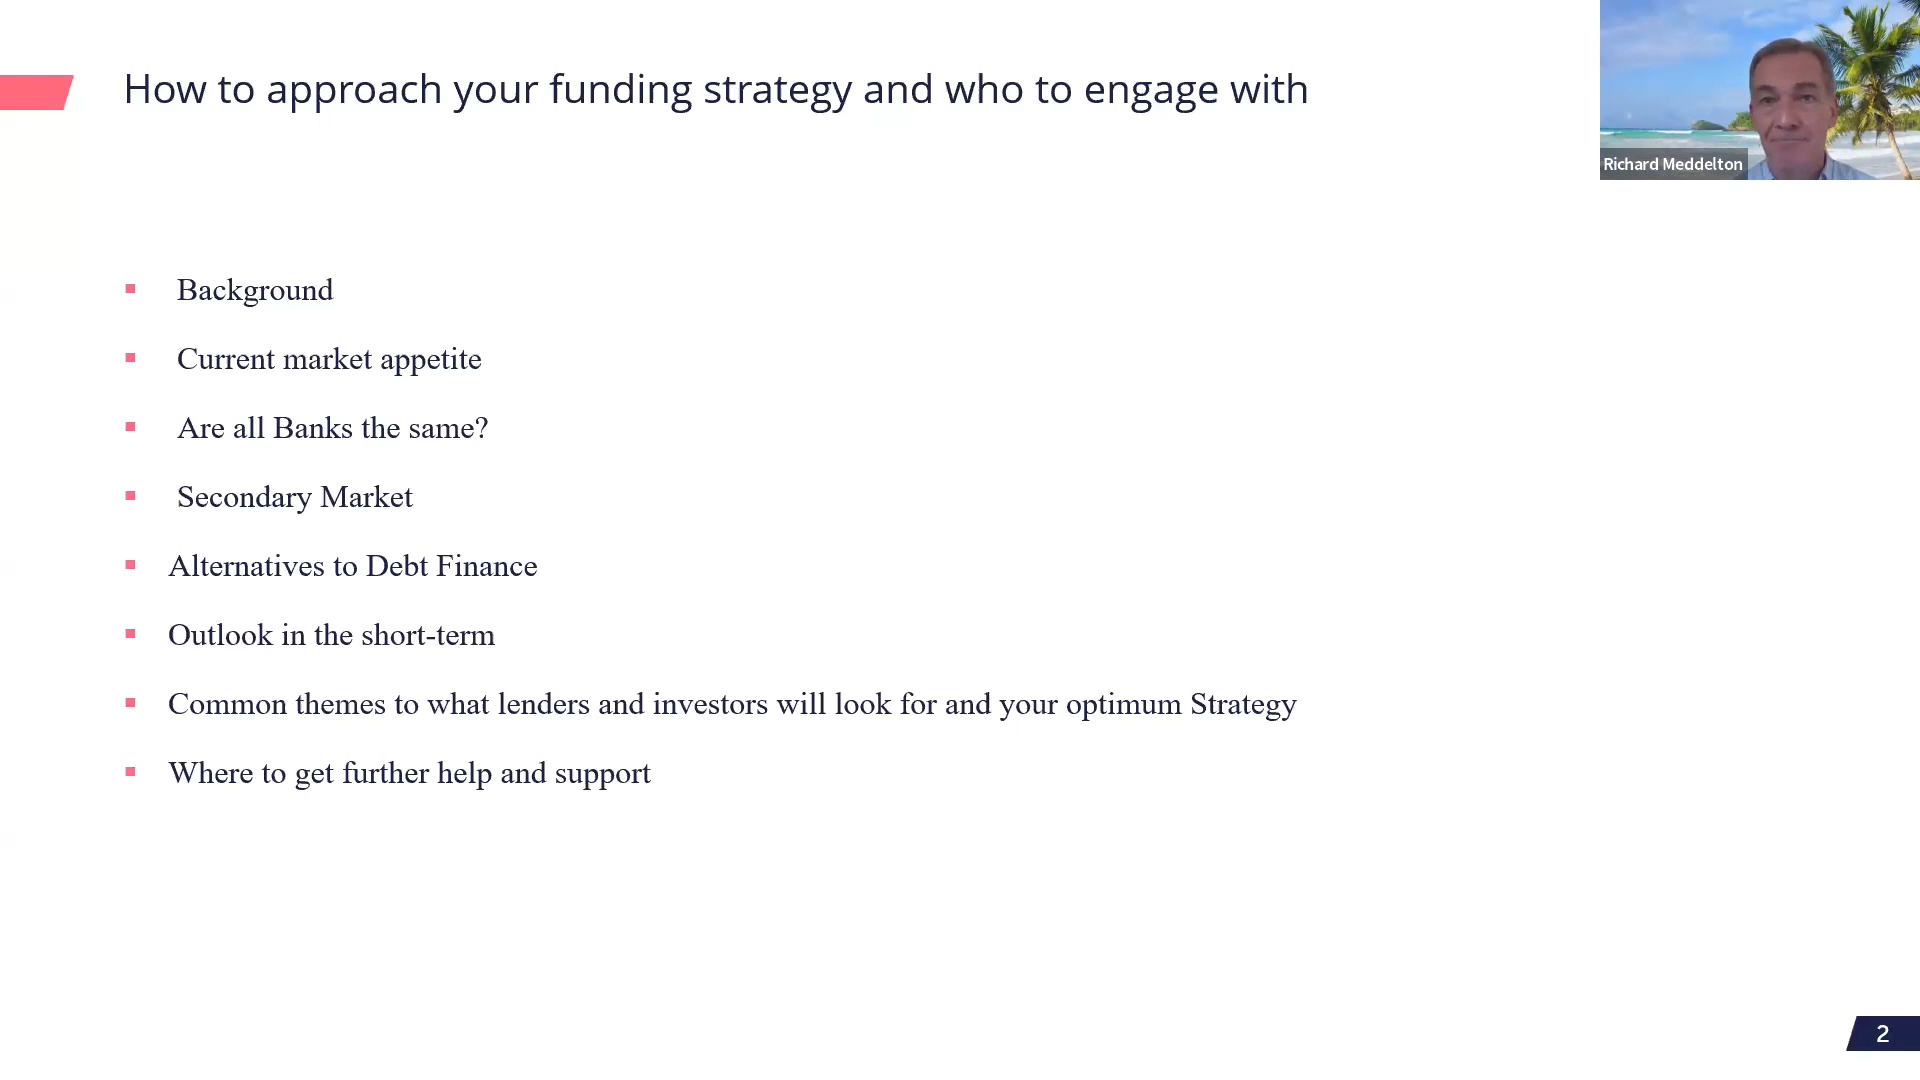 How to approach your funding strategy and who to engage with
Richard Meddelton
Background
Current market appetite
Are all Banks the same?
Secondary Market
Alternatives to Debt Finance
Outlook in the short-term
Common themes to what lenders and investors will look for and your optimum Strategy
Where to get further help and support
2